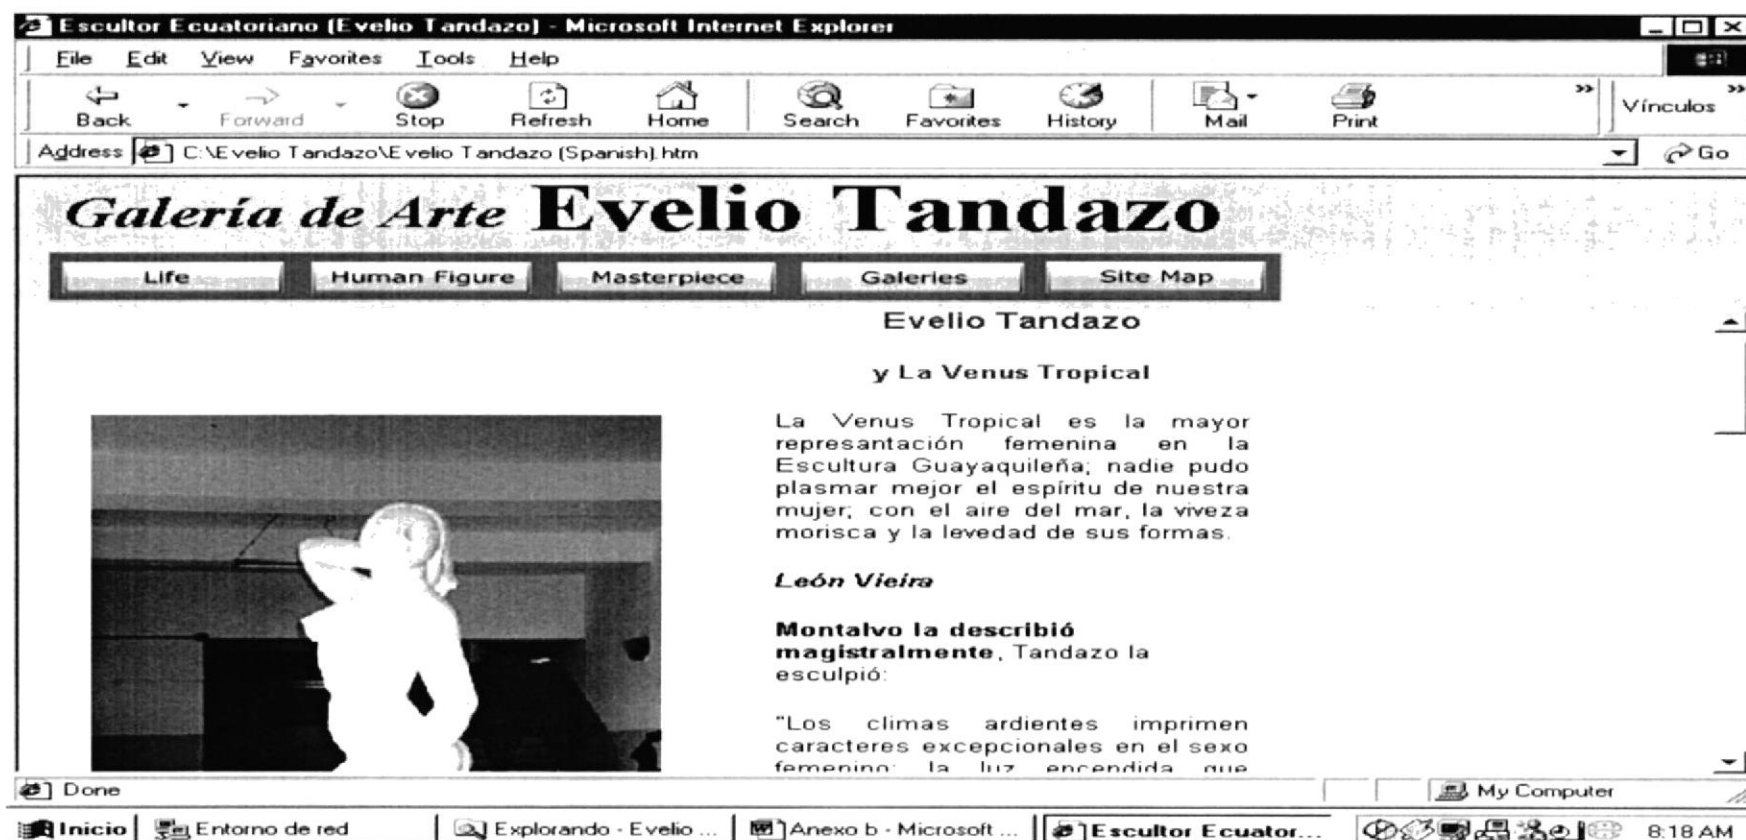 Escultor Ecuatoriano (Evelio Tandazo) - Microsoft Internet Explorer
File Edit View Favorites Tools Help
Back Forward Stop Refresh Home Search Favorites History Mail Print » Vínculos »
Address C:\Evelio Tandazo\Evelio Tandazo (Spanish).htm Go
Galería de Arte Evelio Tandazo
Life Human Figure Masterpiece Galeries Site Map
Evelio Tandazo
y La Venus Tropical
La Venus Tropical es la mayor
represantación femenina en la
Escultura Guayaquileña; nadie pudo
plasmar mejor el espíritu de nuestra
mujer; con el aire del mar, la viveza
morisca y la levedad de sus formas.
León Vieira
Montalvo la describió
magistralmente, Tandazo la
esculpió:
"Los climas ardientes imprimen
caracteres excepcionales en el sexo
femenino: la luz encendida que
Done My Computer
Inicio Entorno de red Explorando - Evelio ... Anexo b - Microsoft ... Escultor Ecuator... 8:18 AM